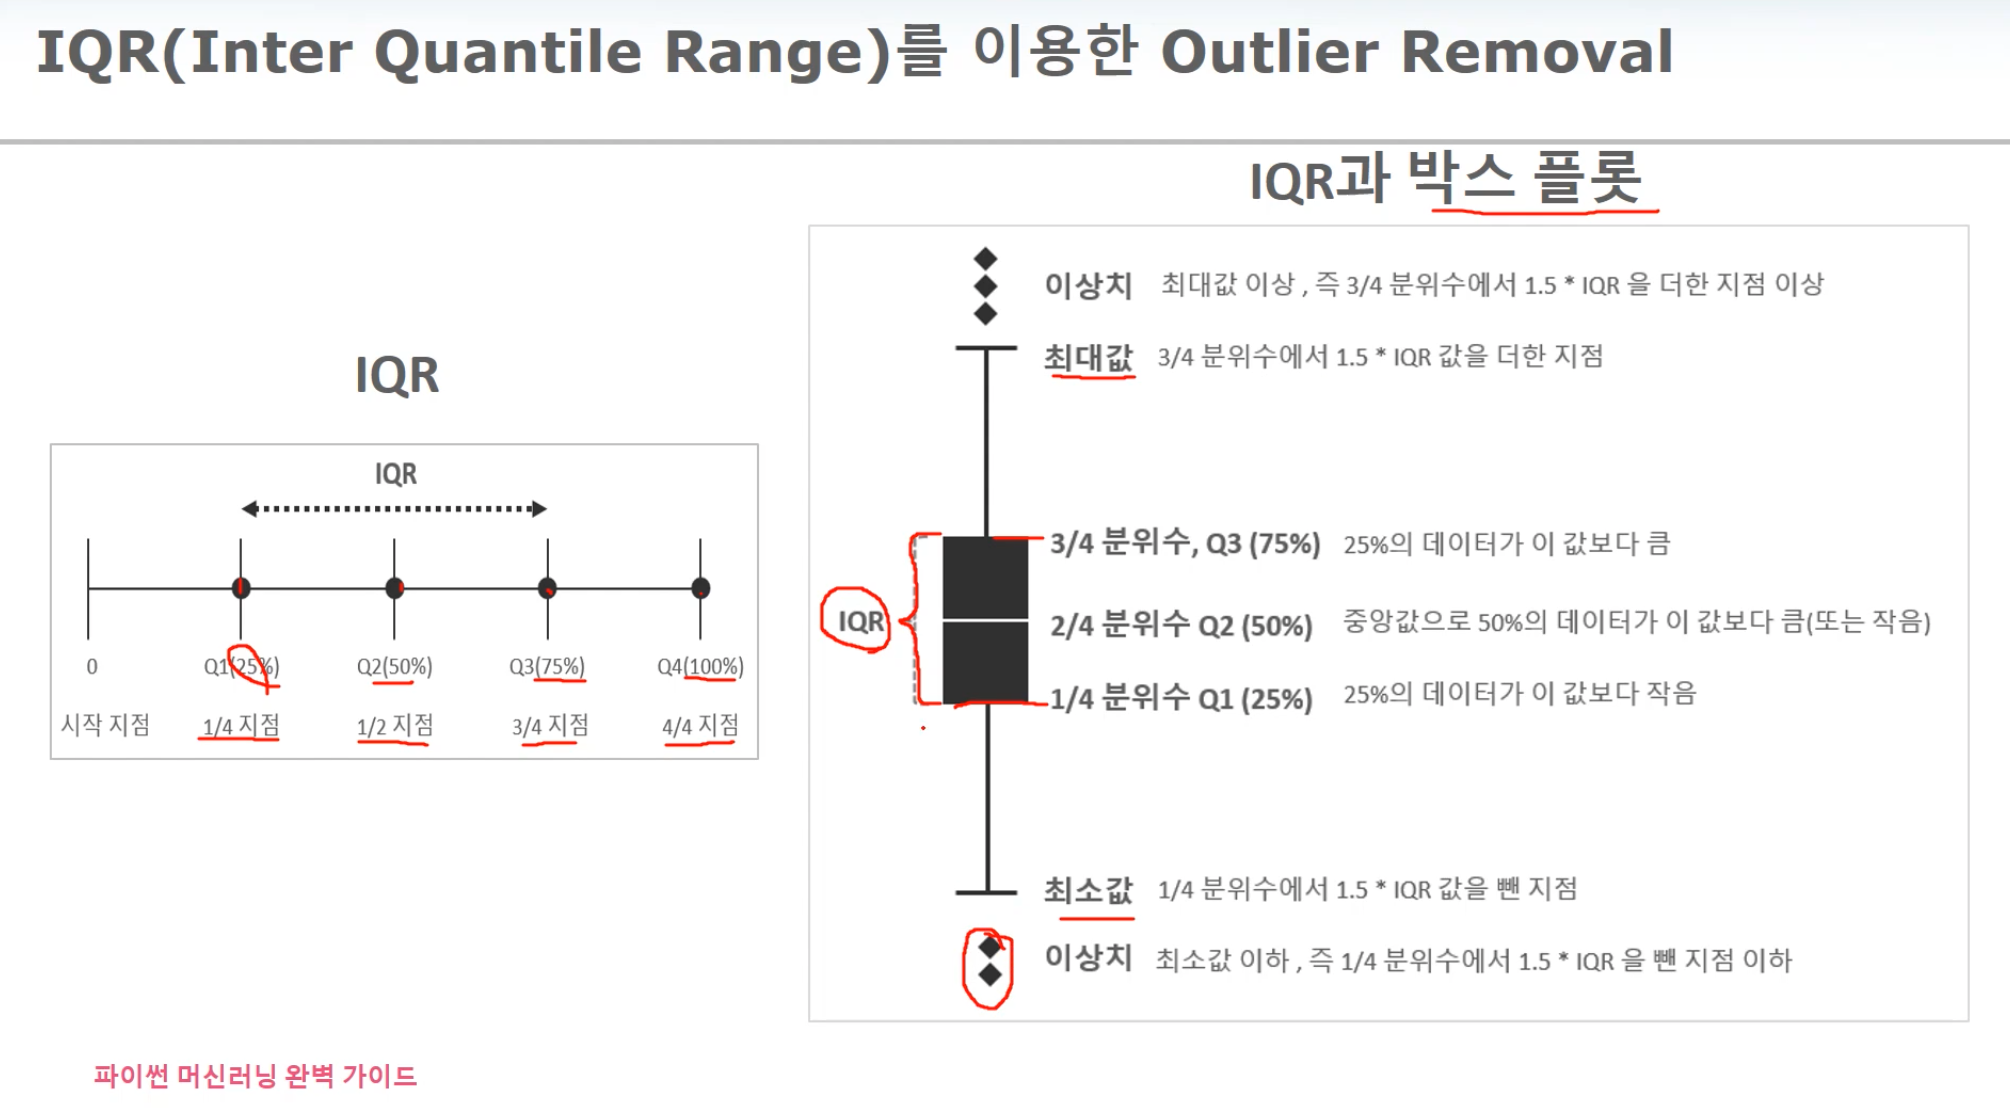 IQR(Inter Quantile Range)를 이용한 Outlier Removal
IQR
IQR
0 Q1(25%) Q2(50%) Q3(75%) Q4(100%)
시작 지점 1/4 지점 1/2 지점 3/4 지점 4/4 지점
IQR과 박스 플롯
이상치 최대값 이상 , 즉 3/4 분위수에서 1.5 * IQR 을 더한 지점 이상
최대값 3/4 분위수에서 1.5 * IQR 값을 더한 지점
3/4 분위수, Q3 (75%) 25%의 데이터가 이 값보다 큼
IQR
2/4 분위수 Q2 (50%) 중앙값으로 50%의 데이터가 이 값보다 큼(또는 작음)
1/4 분위수 Q1 (25%) 25%의 데이터가 이 값보다 작음
최소값 1/4 분위수에서 1.5 * IQR 값을 뺀 지점
이상치 최소값 이하 , 즉 1/4 분위수에서 1.5 * IQR 을 뺀 지점 이하
파이썬 머신러닝 완벽 가이드